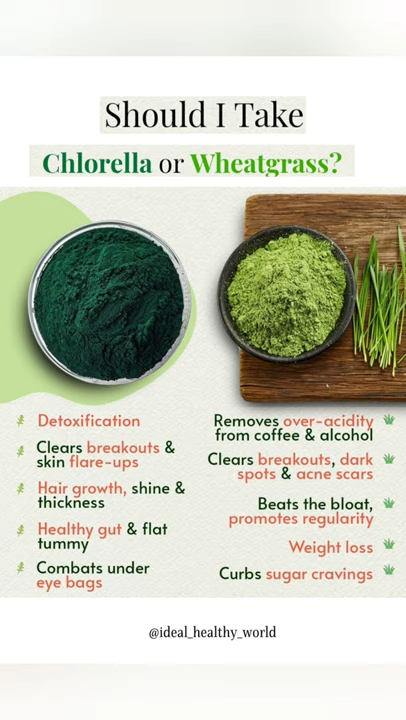 Should I Take
Chlorella or Wheatgrass?
Detoxification
Clears breakouts &
skin flare-ups
Hair growth, shine &
thickness
Healthy gut & flat
tummy
Combats under
eye bags
Removes over-acidity
from coffee & alcohol
Clears breakouts, dark
spots & acne scars
Beats the bloat,
promotes regularity
Weight loss
Curbs sugar cravings
@ideal_healthy_world